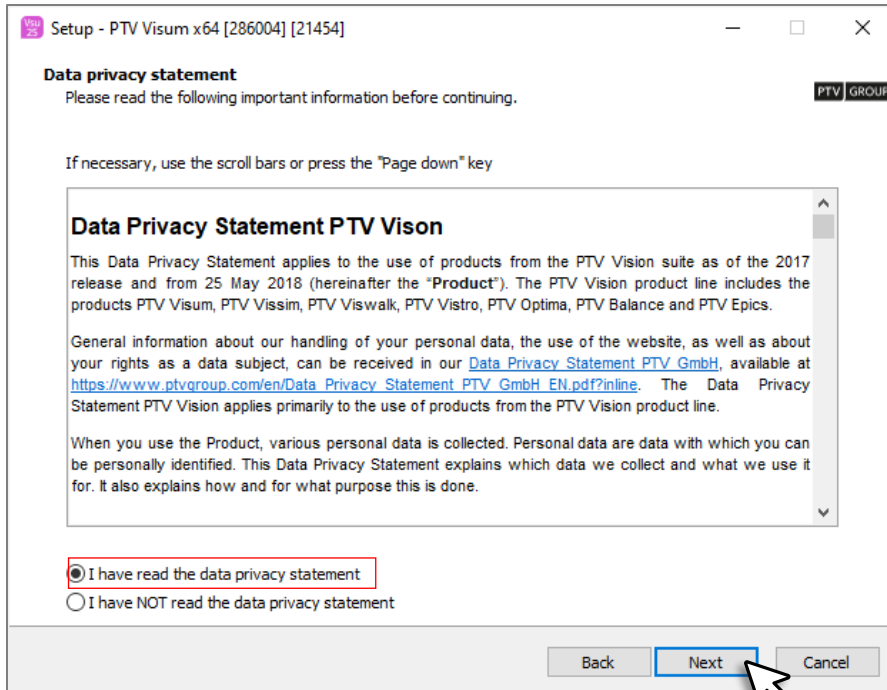 Vsu
25
Setup - PTV Visum x64 [286004] [21454]
Data privacy statement
Please read the following important information before continuing.
PTV GROUP
If necessary, use the scroll bars or press the "Page down" key
Data Privacy Statement PTV Vison
This Data Privacy Statement applies to the use of products from the PTV Vision suite as of the 2017
release and from 25 May 2018 (hereinafter the “Product”). The PTV Vision product line includes the
products PTV Visum, PTV Vissim, PTV Viswalk, PTV Vistro, PTV Optima, PTV Balance and PTV Epics.
General information about our handling of your personal data, the use of the website, as well as about
your rights as a data subject, can be received in our Data Privacy Statement PTV GmbH, available at
https://www.ptvgroup.com/en/Data_Privacy_Statement_PTV_GmbH_EN.pdf?inline. The Data Privacy
Statement PTV Vision applies primarily to the use of products from the PTV Vision product line.
When you use the Product, various personal data is collected. Personal data are data with which you can
be personally identified. This Data Privacy Statement explains which data we collect and what we use it
for. It also explains how and for what purpose this is done.
I have read the data privacy statement
I have NOT read the data privacy statement
Back Next Cancel